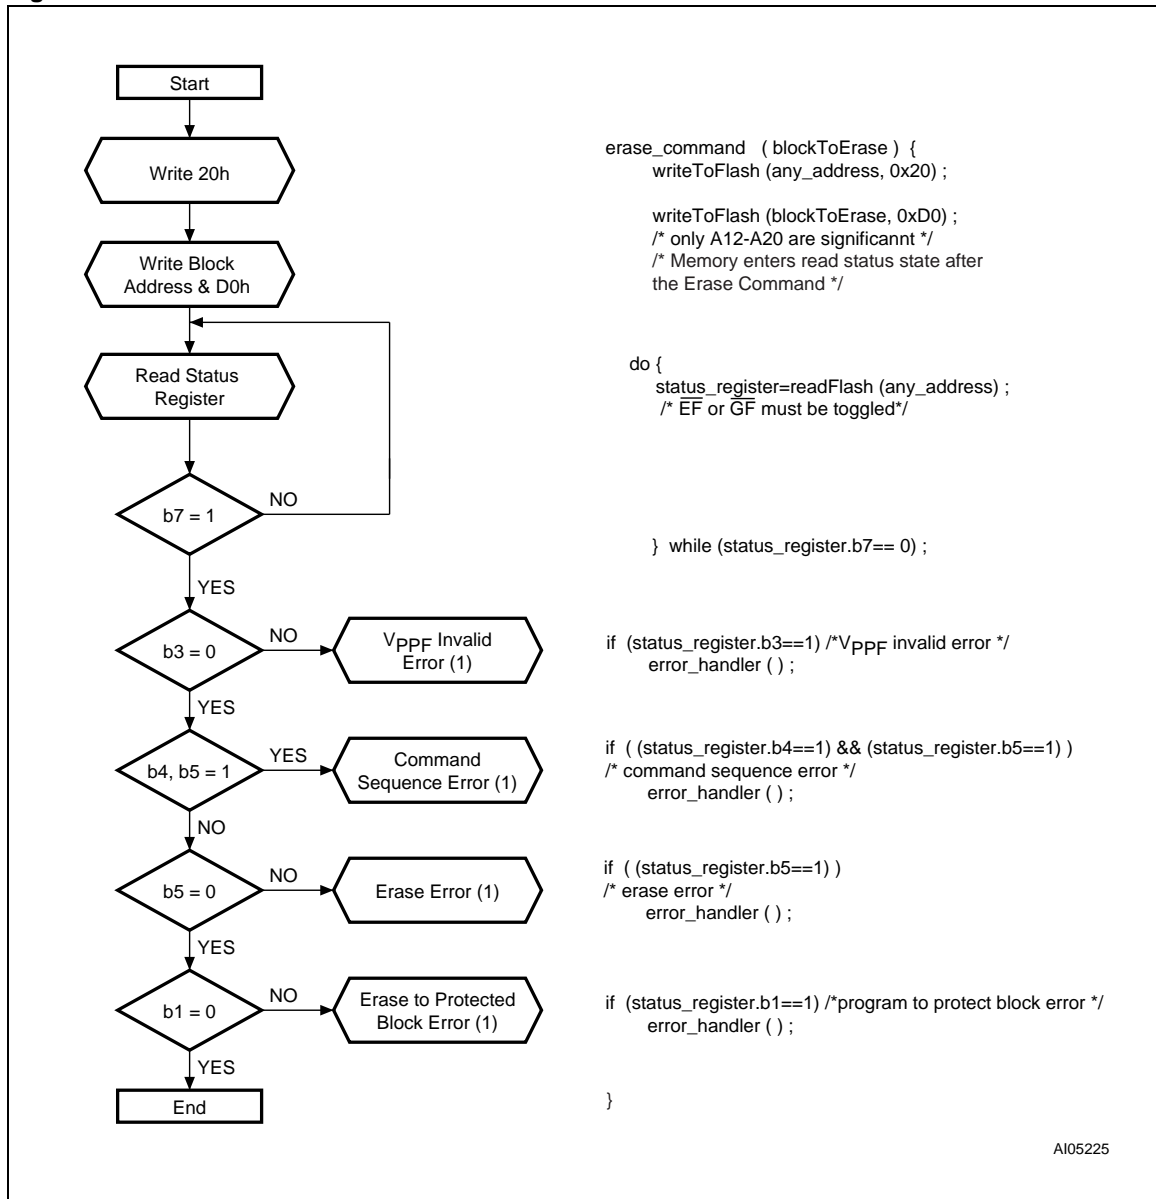 Start
Write 20h
Write Block
Address & D0h
Read Status
Register
b7 = 1
NO
YES
b3 = 0
NO
VPPF Invalid
Error (1)
YES
b4, b5 = 1
YES
Command
Sequence Error (1)
NO
b5 = 0
NO
Erase Error (1)
YES
b1 = 0
NO
Erase to Protected
Block Error (1)
YES
End
erase_command ( blockToErase ) {
writeToFlash (any_address, 0x20) ;
writeToFlash (blockToErase, 0xD0) ;
/* only A12-A20 are significannt */
/* Memory enters read status state after
the Erase Command */
do {
status_register=readFlash (any_address) ;
/* E̅F̅ or G̅F̅ must be toggled*/
} while (status_register.b7== 0) ;
if (status_register.b3==1) /*VPPF invalid error */
error_handler ( ) ;
if ( (status_register.b4==1) && (status_register.b5==1) )
/* command sequence error */
error_handler ( ) ;
if ( (status_register.b5==1) )
/* erase error */
error_handler ( ) ;
if (status_register.b1==1) /*program to protect block error */
error_handler ( ) ;
}
AI05225